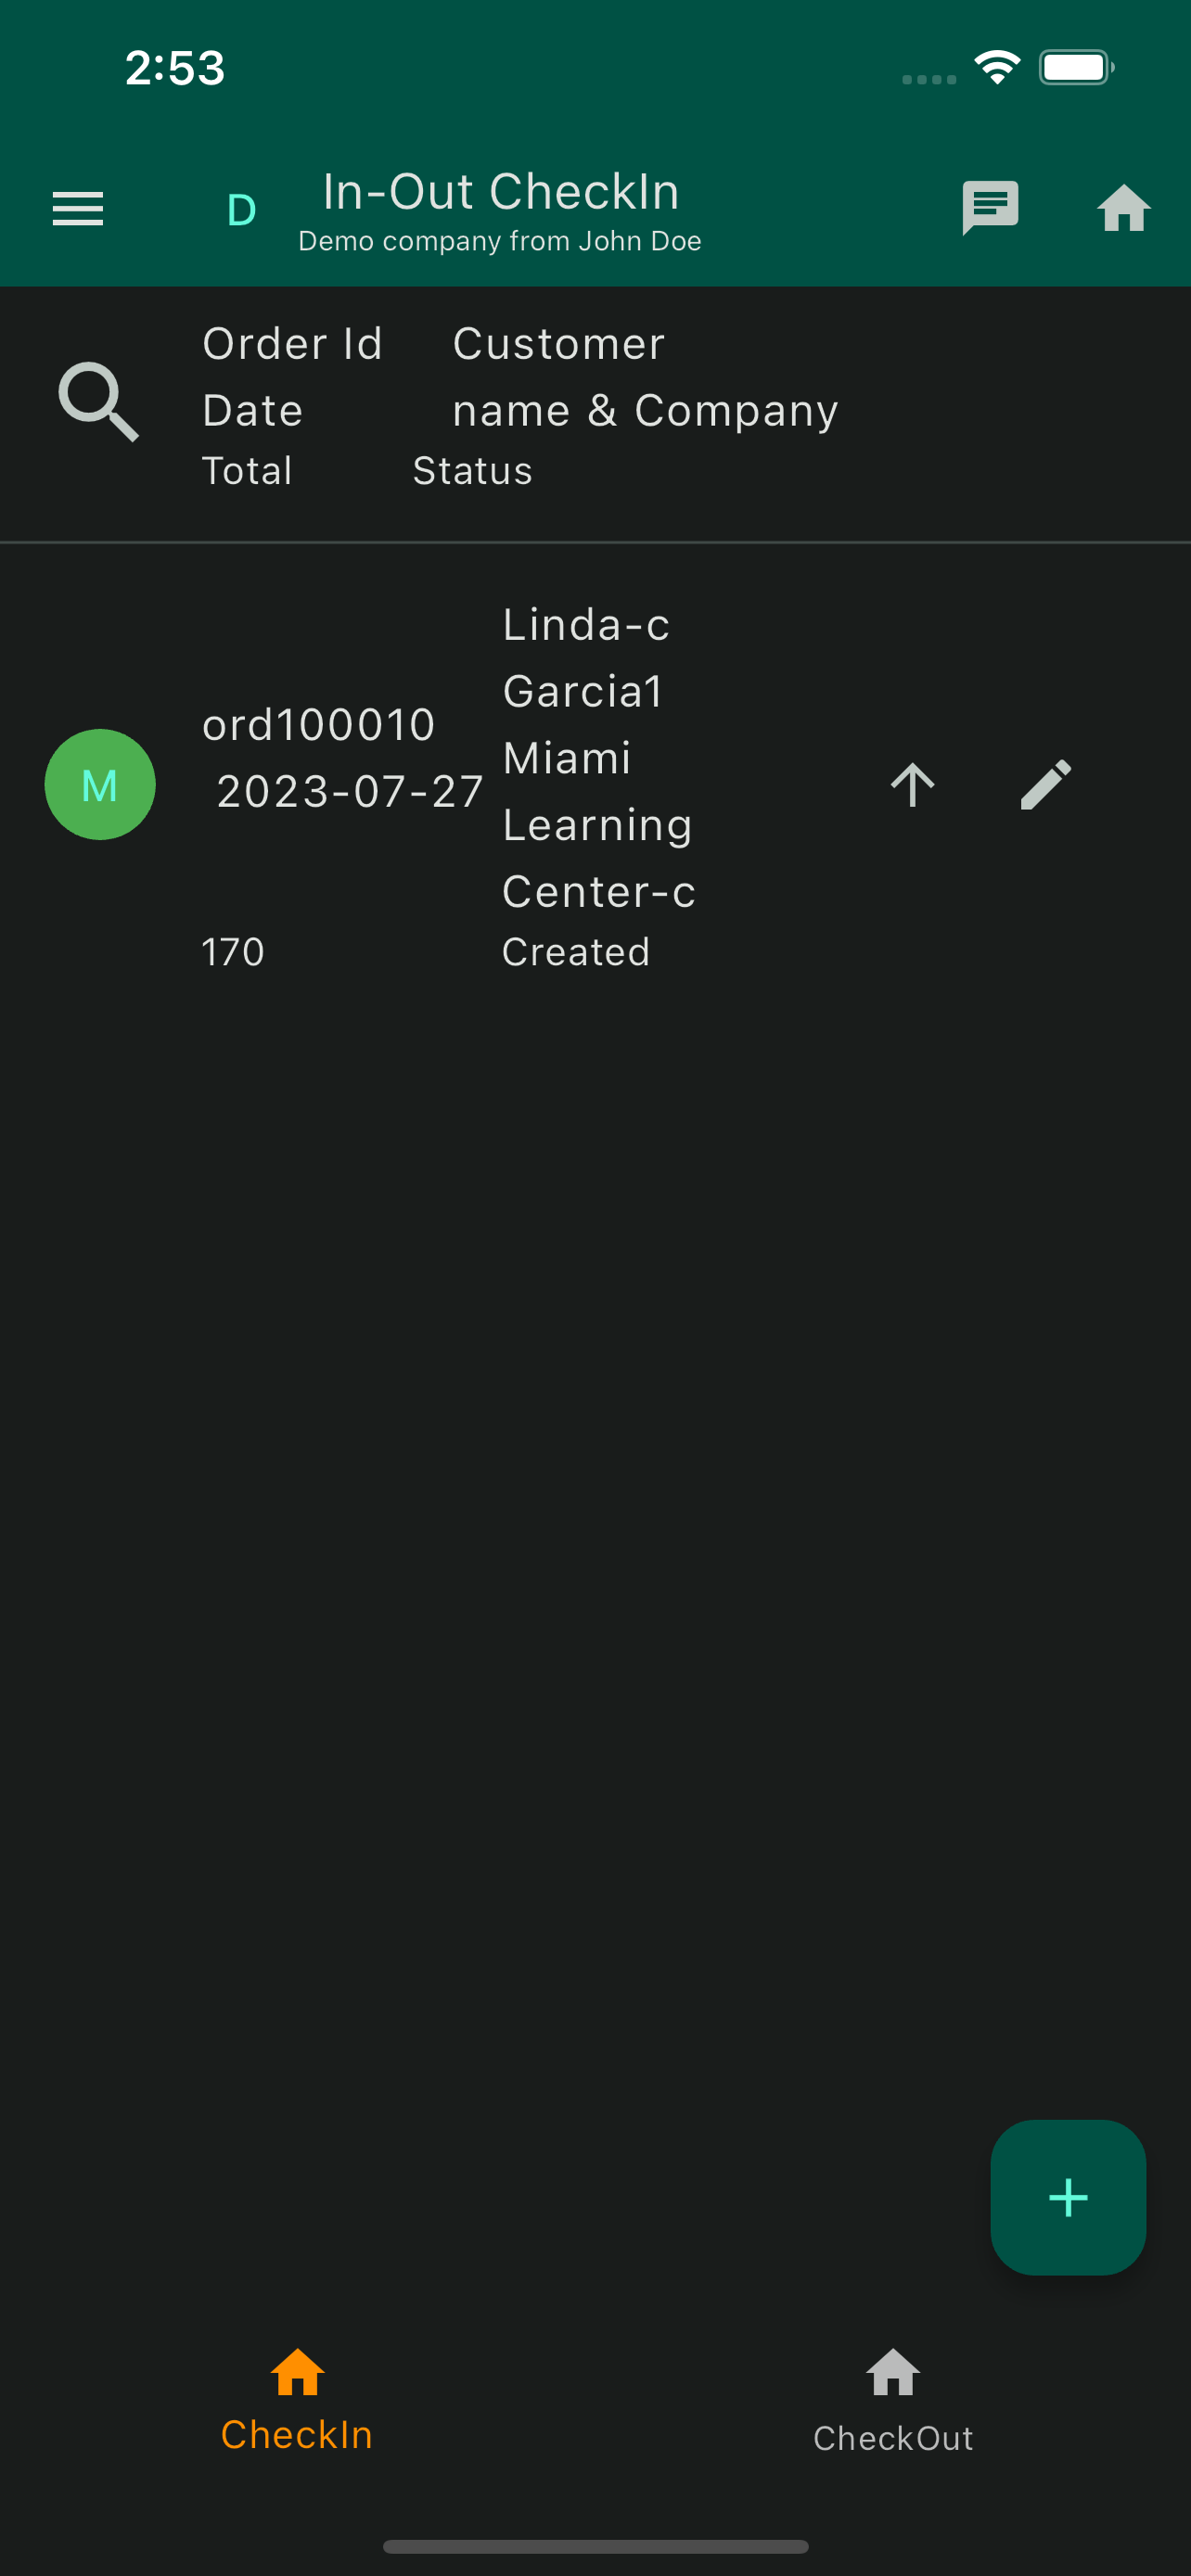 2:53
D
In-Out CheckIn
Demo company from John Doe
Order Id
Date
Customer
name & Company
Total
Status
M
ord100010
2023-07-27
Linda-c
Garcia1
Miami
Learning
Center-c
170
Created
+
CheckIn
CheckOut